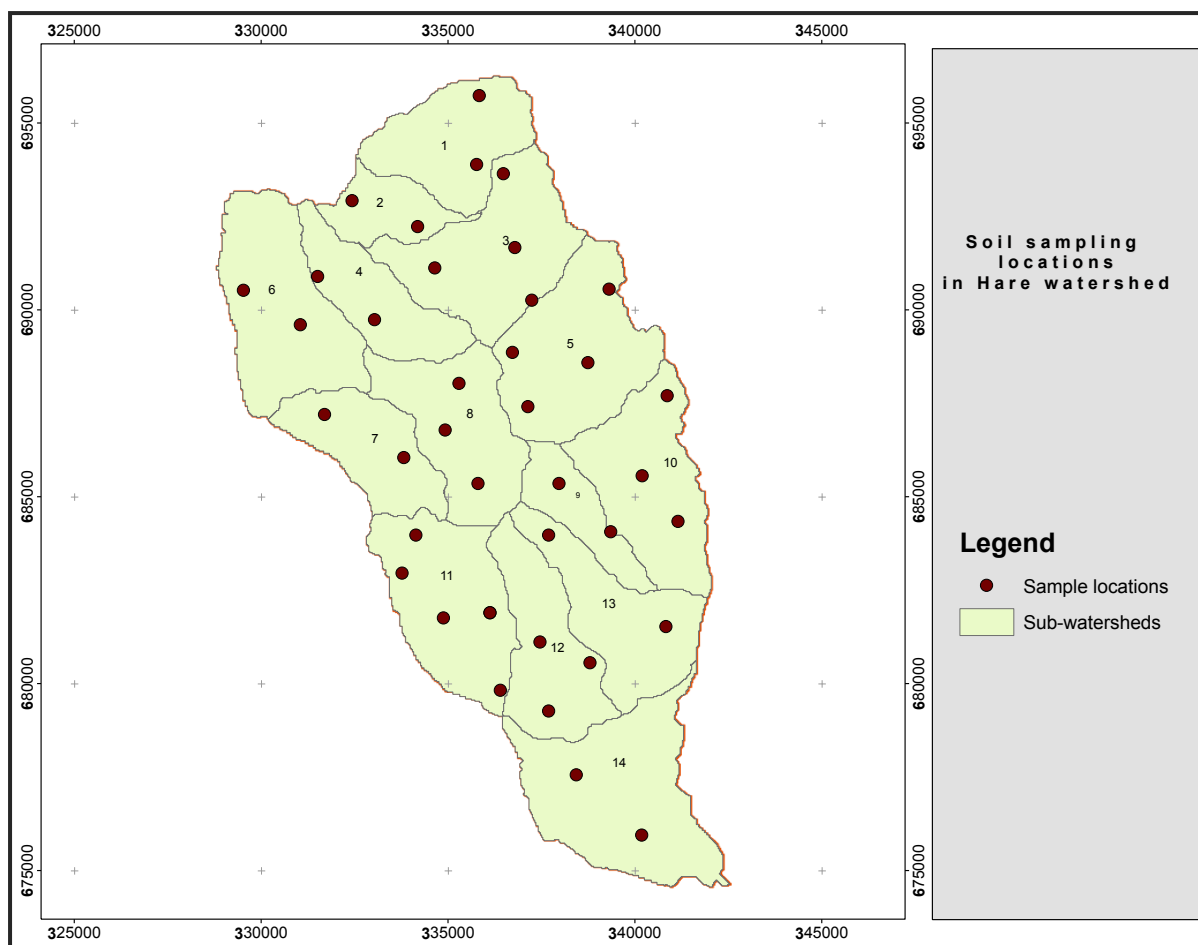 325000 330000 335000 340000 345000
695000 695000
1
2
3
4
6
690000 690000
5
8
7
10
9
685000 685000
11
13
12
680000 680000
14
675000 675000
325000 330000 335000 340000 345000
Soil sampling
locations
in Hare watershed
Legend
Sample locations
Sub-watersheds